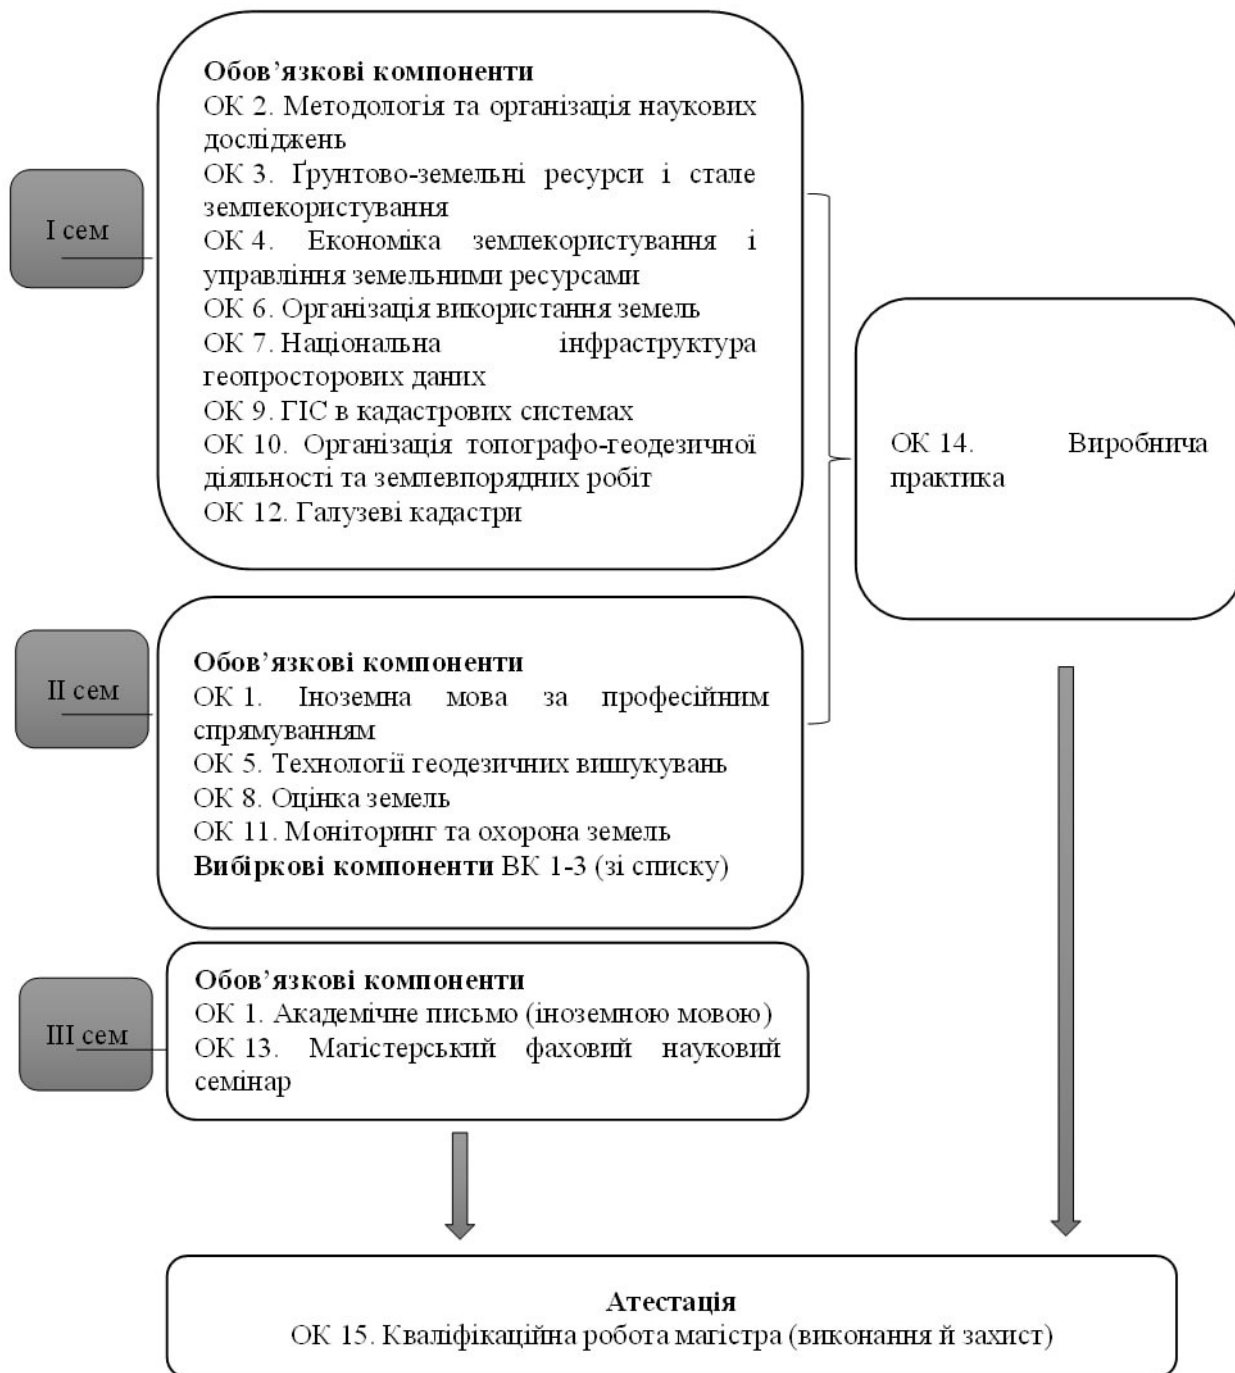 І сем
Обов’язкові компоненти
ОК 2. Методологія та організація наукових
досліджень
ОК 3. Ґрунтово-земельні ресурси і стале
землекористування
ОК 4. Економіка землекористування і
управління земельними ресурсами
ОК 6. Організація використання земель
ОК 7. Національна інфраструктура
геопросторових даних
ОК 9. ГІС в кадастрових системах
ОК 10. Організація топографо-геодезичної
діяльності та землевпорядних робіт
ОК 12. Галузеві кадастри
ОК 14. Виробнича
практика
ІІ сем
Обов’язкові компоненти
ОК 1. Іноземна мова за професійним
спрямуванням
ОК 5. Технології геодезичних вишукувань
ОК 8. Оцінка земель
ОК 11. Моніторинг та охорона земель
Вибіркові компоненти ВК 1-3 (зі списку)
ІІІ сем
Обов’язкові компоненти
ОК 1. Академічне письмо (іноземною мовою)
ОК 13. Магістерський фаховий науковий
семінар
Атестація
ОК 15. Кваліфікаційна робота магістра (виконання й захист)